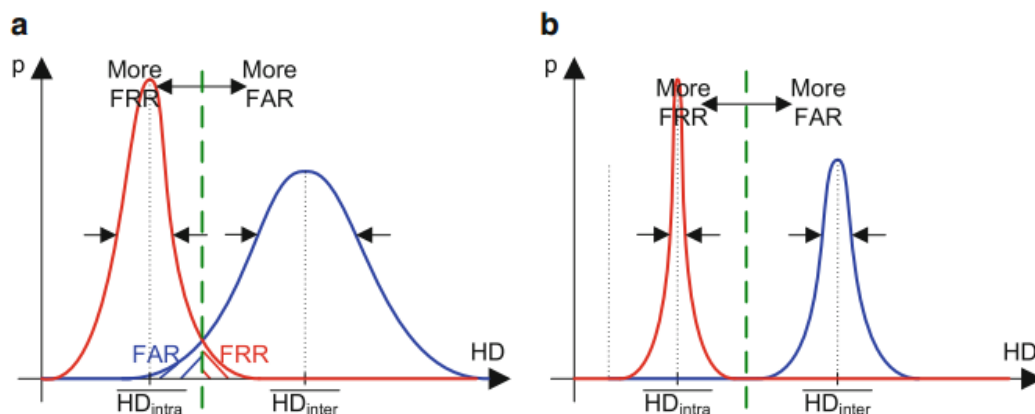 a
p
More
FRR
More
FAR
FAR
FRR
HD
HDintra
HDinter
b
p
More
FRR
More
FAR
HD
HDintra
HDinter